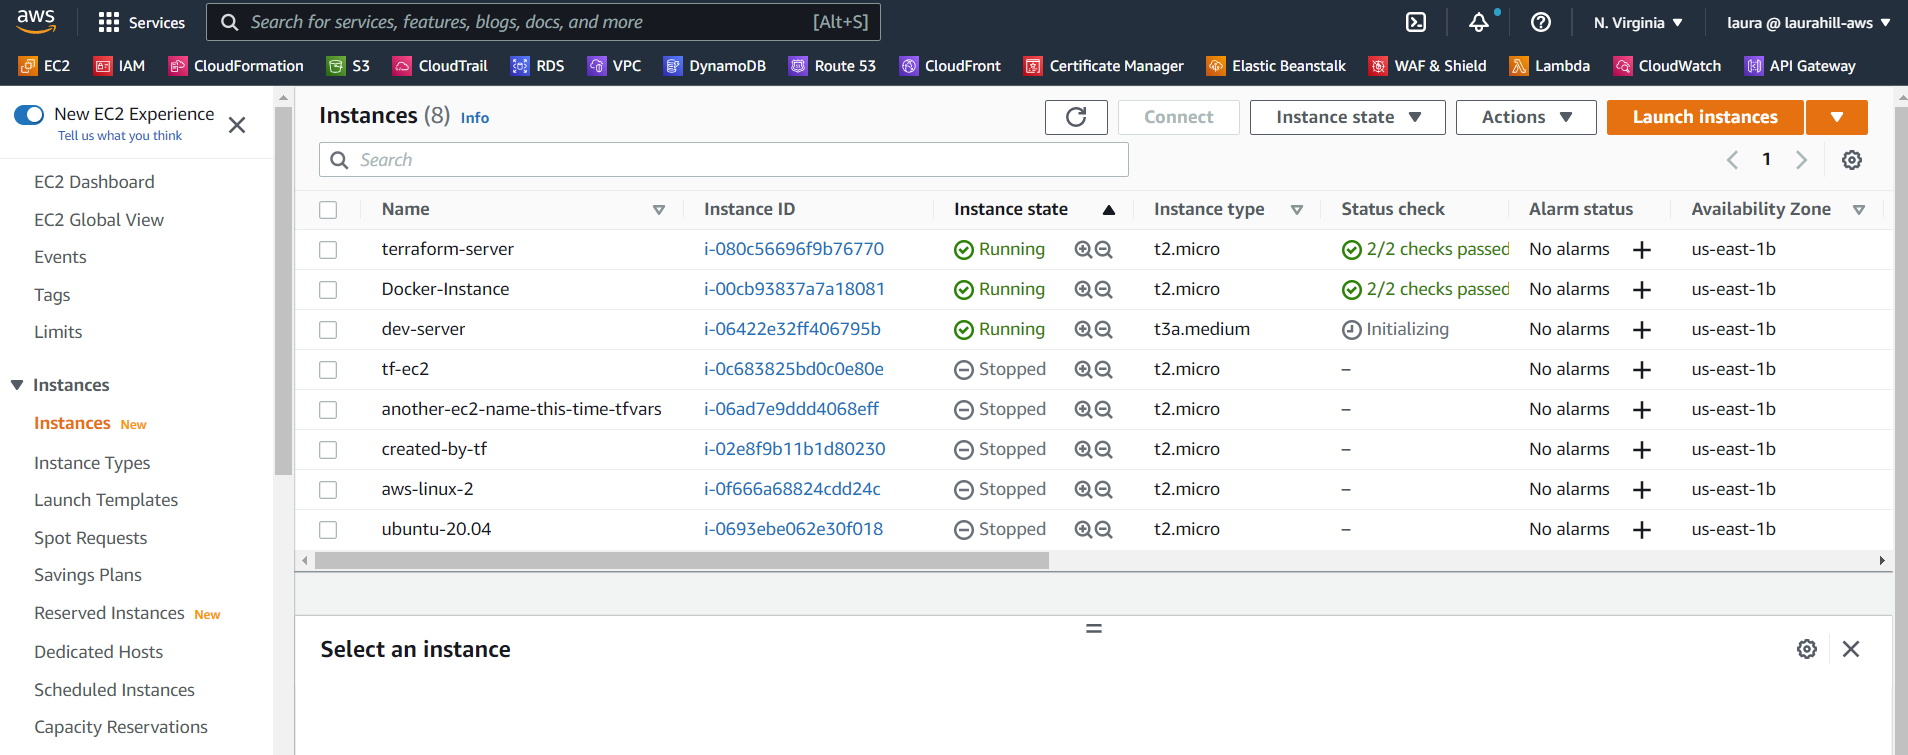 aws Services Search for services, features, blogs, docs, and more [Alt+S] N. Virginia laura @ laurahill-aws
EC2 IAM CloudFormation S3 CloudTrail RDS VPC DynamoDB Route 53 CloudFront Certificate Manager Elastic Beanstalk WAF & Shield Lambda CloudWatch API Gateway
New EC2 Experience
Tell us what you think
EC2 Dashboard
EC2 Global View
Events
Tags
Limits
Instances
Instances New
Instance Types
Launch Templates
Spot Requests
Savings Plans
Reserved Instances New
Dedicated Hosts
Scheduled Instances
Capacity Reservations
Instances (8) Info Connect Instance state Actions Launch instances
Search 1
Name Instance ID Instance state Instance type Status check Alarm status Availability Zone
terraform-server i-080c56696f9b76770 Running t2.micro 2/2 checks passed No alarms us-east-1b
Docker-Instance i-00cb93837a7a18081 Running t2.micro 2/2 checks passed No alarms us-east-1b
dev-server i-06422e32ff406795b Running t3a.medium Initializing No alarms us-east-1b
tf-ec2 i-0c683825bd0c0e80e Stopped t2.micro – No alarms us-east-1b
another-ec2-name-this-time-tfvars i-06ad7e9ddd4068eff Stopped t2.micro – No alarms us-east-1b
created-by-tf i-02e8f9b11b1d80230 Stopped t2.micro – No alarms us-east-1b
aws-linux-2 i-0f666a68824cdd24c Stopped t2.micro – No alarms us-east-1b
ubuntu-20.04 i-0693ebe062e30f018 Stopped t2.micro – No alarms us-east-1b
Select an instance